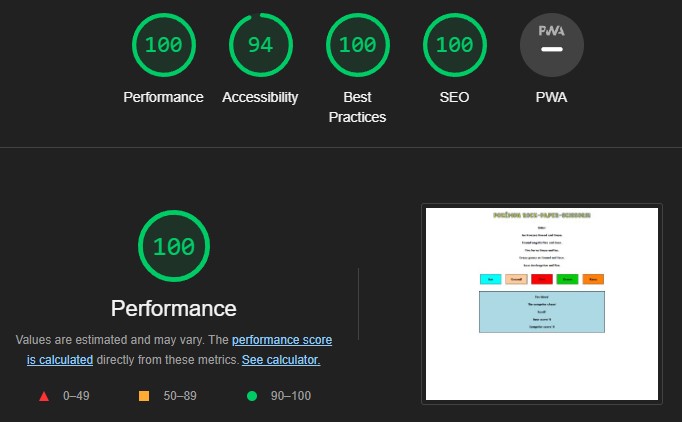 100
94
100
100
PWA
Performance
Accessibility
Best
Practices
SEO
PWA
100
Performance
Values are estimated and may vary. The performance score
is calculated directly from these metrics. See calculator.
0–49
50–89
90–100
POKÉMON ROCK-PAPER-SCISSORS